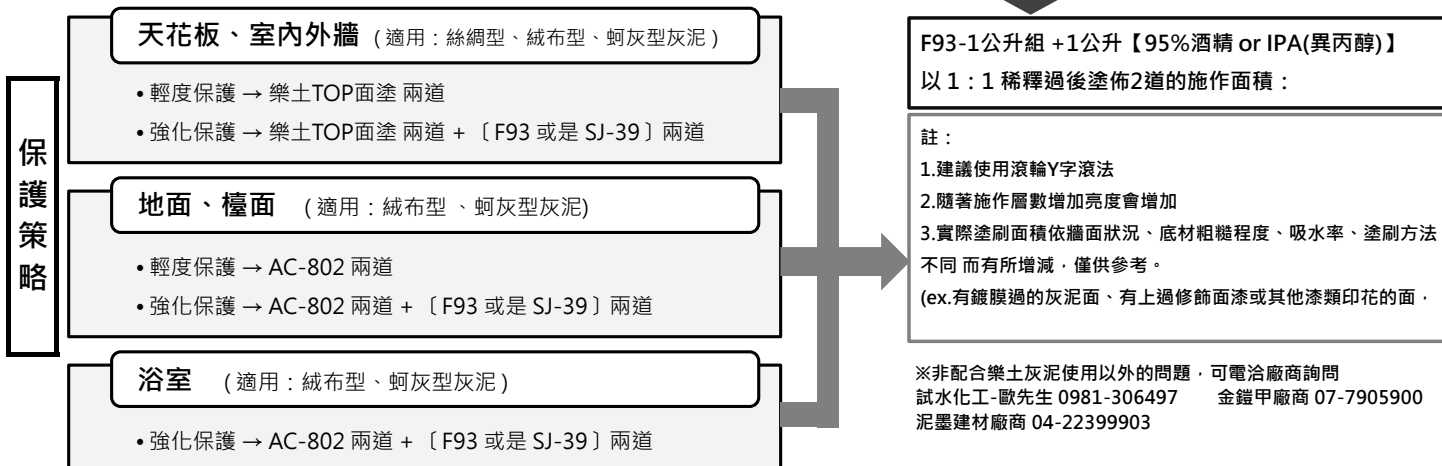 保護策略
天花板、室內外牆 (適用：絲綢型、絨布型、蚵灰型灰泥)
• 輕度保護 → 樂土TOP面塗 兩道
• 強化保護 → 樂土TOP面塗 兩道 + 〔F93 或是 SJ-39〕兩道
地面、檯面 (適用：絨布型 、蚵灰型灰泥)
• 輕度保護 → AC-802 兩道
• 強化保護 → AC-802 兩道 + 〔F93 或是 SJ-39〕兩道
浴室 (適用：絨布型、蚵灰型灰泥)
• 強化保護 → AC-802 兩道 + 〔F93 或是 SJ-39〕兩道
F93-1公升組 +1公升【95%酒精 or IPA(異丙醇)】
以 1：1 稀釋過後塗佈2道的施作面積：
註：
1.建議使用滾輪Y字滾法
2.隨著施作層數增加亮度會增加
3.實際塗刷面積依牆面狀況、底材粗糙程度、吸水率、塗刷方法
不同 而有所增減，僅供參考。
(ex.有鍍膜過的灰泥面、有上過修飾面漆或其他漆類印花的面，
※非配合樂土灰泥使用以外的問題，可電洽廠商詢問
試水化工-歐先生 0981-306497 金鎧甲廠商 07-7905900
泥墨建材廠商 04-22399903